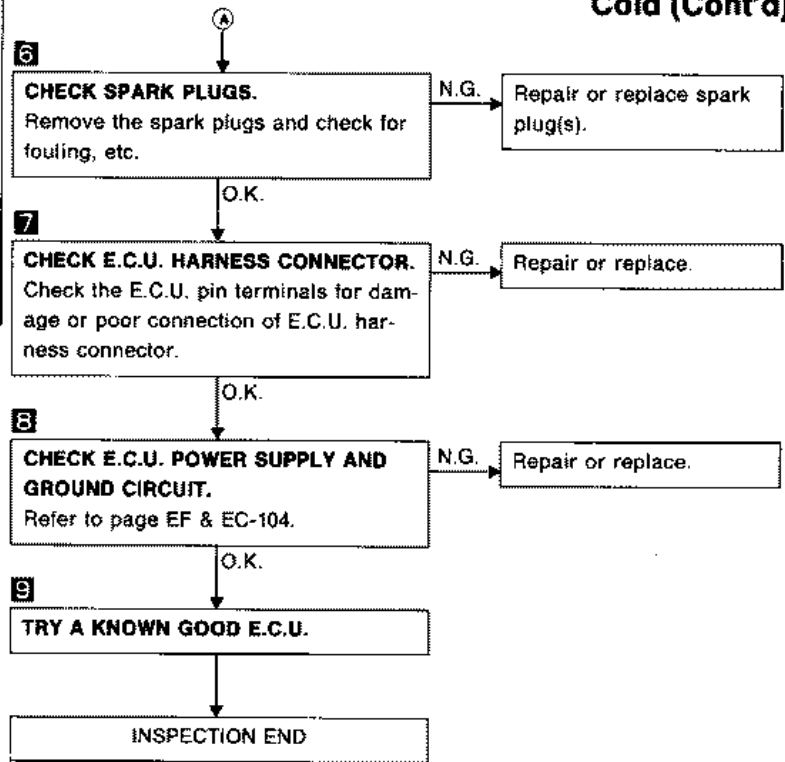 Cold (Cont'd)
A
6
CHECK SPARK PLUGS.
Remove the spark plugs and check for
fouling, etc.
N.G.
Repair or replace spark
plug(s).
O.K.
7
CHECK E.C.U. HARNESS CONNECTOR.
Check the E.C.U. pin terminals for dam-
age or poor connection of E.C.U. har-
ness connector.
N.G.
Repair or replace.
O.K.
8
CHECK E.C.U. POWER SUPPLY AND
GROUND CIRCUIT.
Refer to page EF & EC-104.
N.G.
Repair or replace.
O.K.
9
TRY A KNOWN GOOD E.C.U.
INSPECTION END